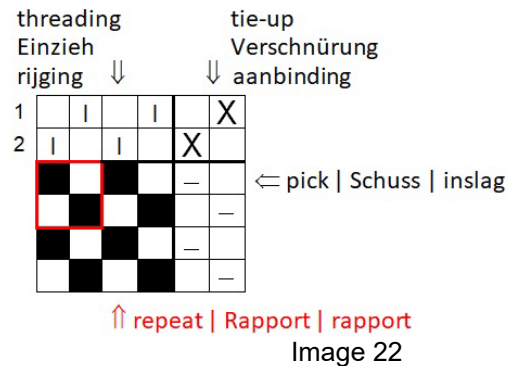 threading tie-up
Einzieh Verschnürung
rijging ⇓ ⇓ aanbinding
1 I I X
2 I I X
– ⇐ pick | Schuss | inslag
–
–
–
⇑ repeat | Rapport | rapport
Image 22